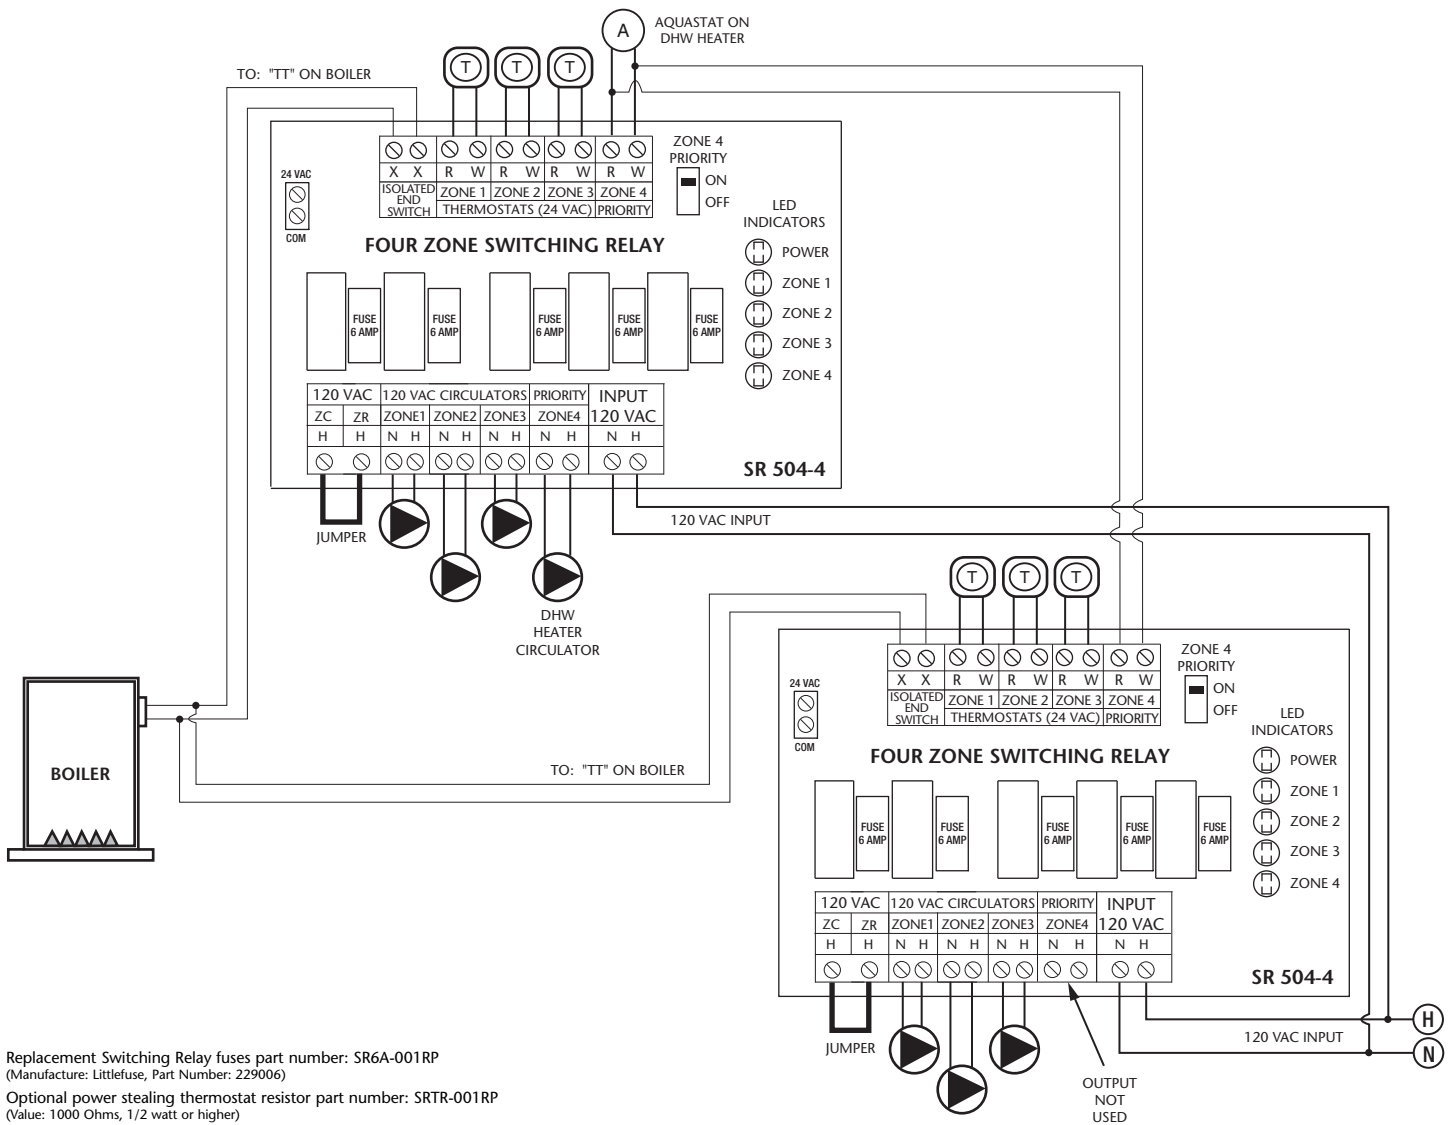 A
AQUASTAT ON
DHW HEATER
TO: "TT" ON BOILER
T T T
ZONE 4
PRIORITY
ON
OFF
24 VAC
COM
X X R W R W R W R W
ISOLATED
END
SWITCH
ZONE 1 ZONE 2 ZONE 3 ZONE 4
THERMOSTATS (24 VAC) PRIORITY
LED
INDICATORS
POWER
ZONE 1
ZONE 2
ZONE 3
ZONE 4
FOUR ZONE SWITCHING RELAY
FUSE
6 AMP
FUSE
6 AMP
FUSE
6 AMP
FUSE
6 AMP
FUSE
6 AMP
120 VAC 120 VAC CIRCULATORS PRIORITY INPUT
120 VAC
ZC ZR ZONE1 ZONE2 ZONE3 ZONE4
H H N H N H N H N H N H
SR 504-4
JUMPER
120 VAC INPUT
DHW
HEATER
CIRCULATOR
T T T
ZONE 4
PRIORITY
ON
OFF
24 VAC
COM
X X R W R W R W R W
ISOLATED
END
SWITCH
ZONE 1 ZONE 2 ZONE 3 ZONE 4
THERMOSTATS (24 VAC) PRIORITY
LED
INDICATORS
POWER
ZONE 1
ZONE 2
ZONE 3
ZONE 4
BOILER
TO: "TT" ON BOILER
FOUR ZONE SWITCHING RELAY
FUSE
6 AMP
FUSE
6 AMP
FUSE
6 AMP
FUSE
6 AMP
FUSE
6 AMP
120 VAC 120 VAC CIRCULATORS PRIORITY INPUT
120 VAC
ZC ZR ZONE1 ZONE2 ZONE3 ZONE4
H H N H N H N H N H N H
SR 504-4
H
120 VAC INPUT
N
JUMPER
OUTPUT
NOT
USED
Replacement Switching Relay fuses part number: SR6A-001RP
(Manufacture: Littlefuse, Part Number: 229006)
Optional power stealing thermostat resistor part number: SRTR-001RP
(Value: 1000 Ohms, 1/2 watt or higher)